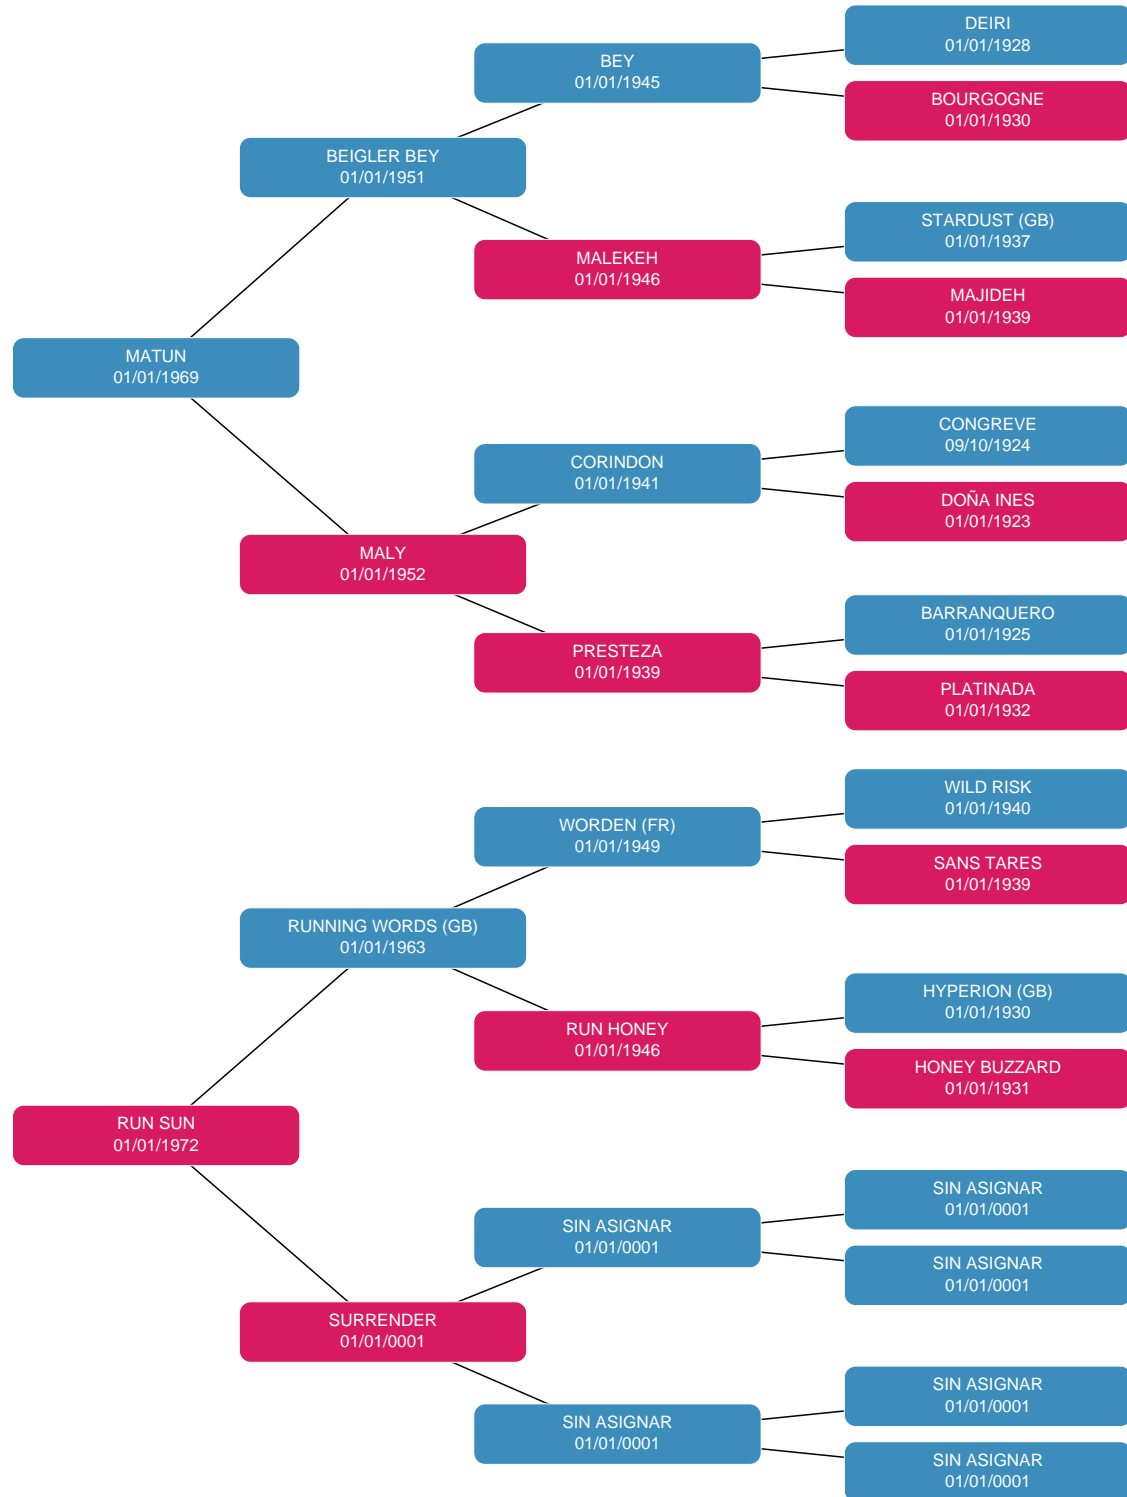 DEIRI
01/01/1928
BEY
01/01/1945
BOURGOGNE
01/01/1930
BEIGLER BEY
01/01/1951
STARDUST (GB)
01/01/1937
MALEKEH
01/01/1946
MAJIDEH
01/01/1939
MATUN
01/01/1969
CONGREVE
09/10/1924
CORINDON
01/01/1941
DOÑA INES
01/01/1923
MALY
01/01/1952
BARRANQUERO
01/01/1925
PRESTEZA
01/01/1939
PLATINADA
01/01/1932
WILD RISK
01/01/1940
WORDEN (FR)
01/01/1949
SANS TARES
01/01/1939
RUNNING WORDS (GB)
01/01/1963
HYPERION (GB)
01/01/1930
RUN HONEY
01/01/1946
HONEY BUZZARD
01/01/1931
RUN SUN
01/01/1972
SIN ASIGNAR
01/01/0001
SIN ASIGNAR
01/01/0001
SIN ASIGNAR
01/01/0001
SURRENDER
01/01/0001
SIN ASIGNAR
01/01/0001
SIN ASIGNAR
01/01/0001
SIN ASIGNAR
01/01/0001